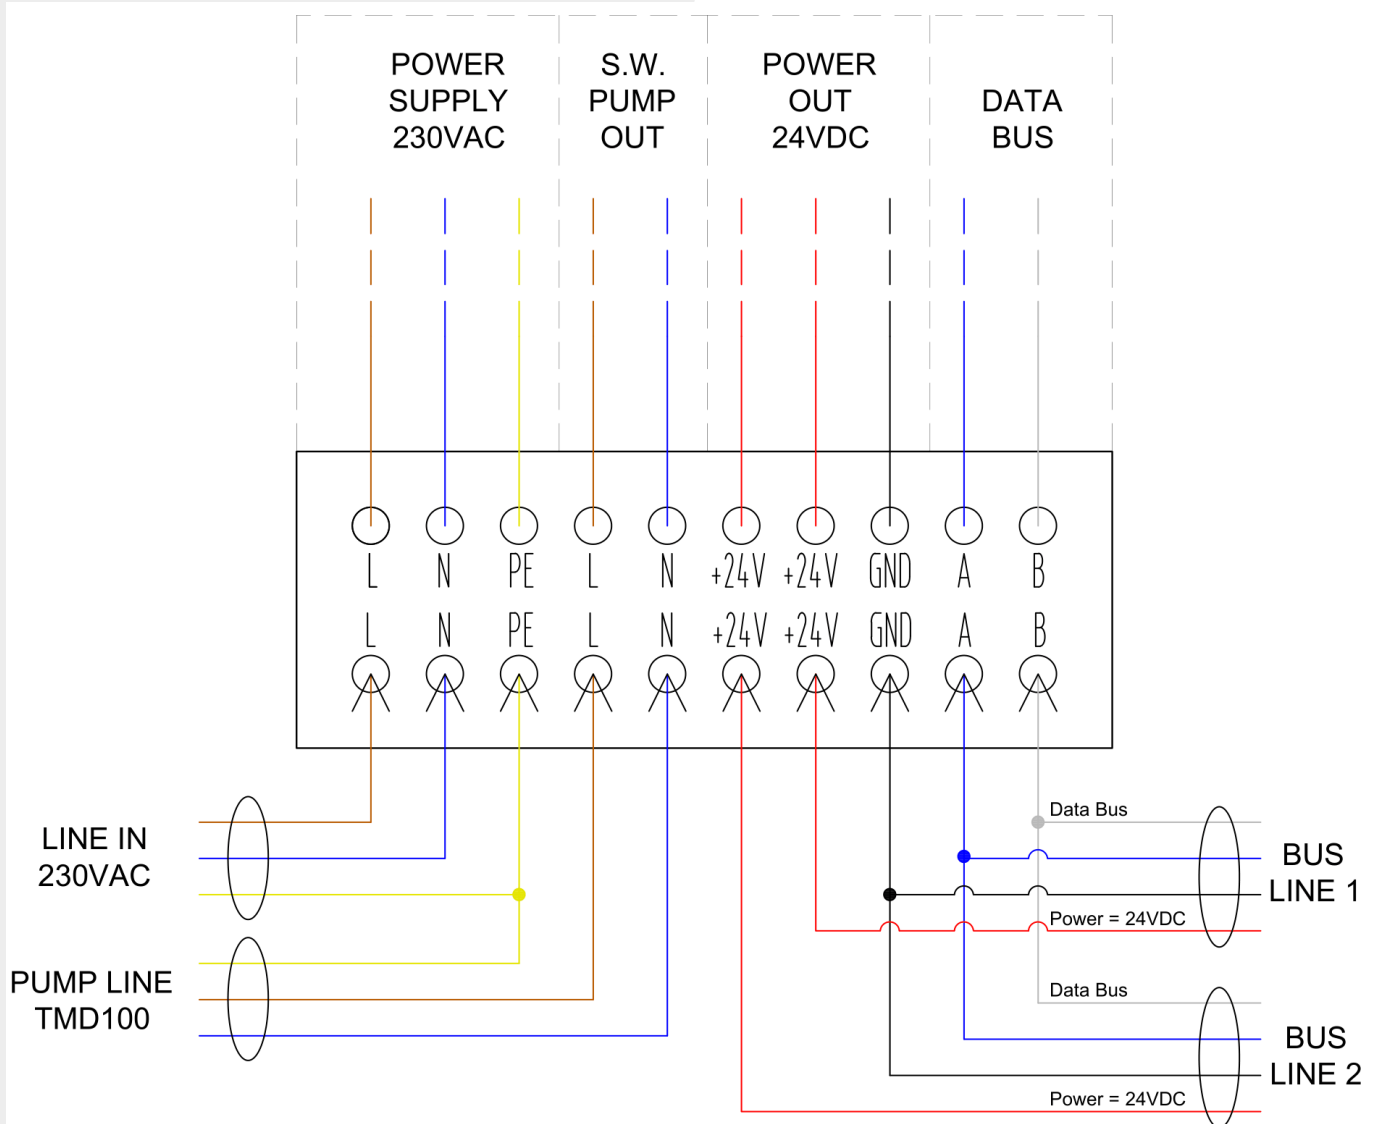 POWER
SUPPLY
230VAC
S.W.
PUMP
OUT
POWER
OUT
24VDC
DATA
BUS
L N PE L N +24V +24V GND A B
L N PE L N +24V +24V GND A B
LINE IN
230VAC
PUMP LINE
TMD100
Data Bus
BUS
LINE 1
Power = 24VDC
Data Bus
BUS
LINE 2
Power = 24VDC